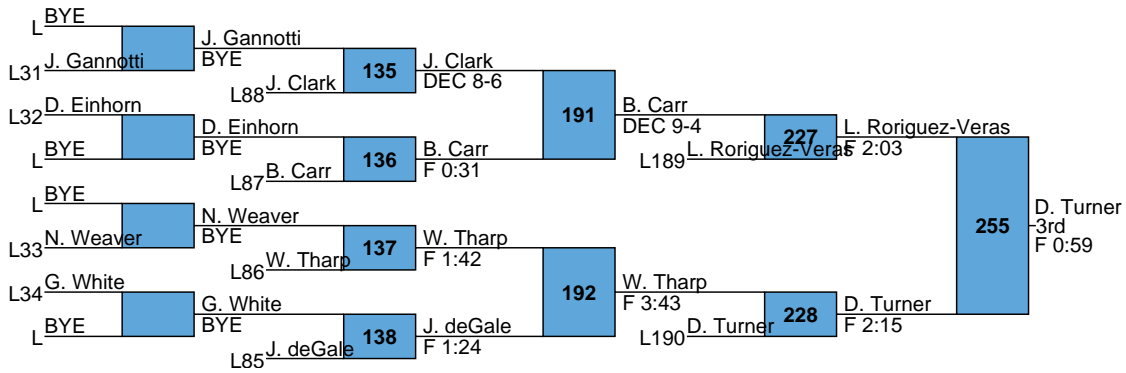 L BYE
L31 J. Gannotti
J. Gannotti
BYE
L88 J. Clark
135
J. Clark
DEC 8-6
L32 D. Einhorn
L BYE
D. Einhorn
BYE
L87 B. Carr
136
B. Carr
F 0:31
191
B. Carr
DEC 9-4
L189 L. Roriguez-Veras
227
L. Roriguez-Veras
F 2:03
L BYE
L33 N. Weaver
N. Weaver
BYE
L86 W. Tharp
137
W. Tharp
F 1:42
L34 G. White
L BYE
G. White
BYE
L85 J. deGale
138
J. deGale
F 1:24
192
W. Tharp
F 3:43
L190 D. Turner
228
D. Turner
F 2:15
255
D. Turner
3rd
F 0:59